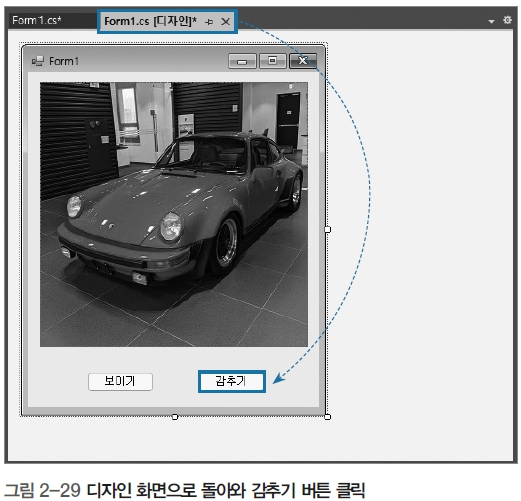 Form1.cs*
Form1.cs [디자인]*
Form1
보이기
감추기
그림 2-29 디자인 화면으로 돌아와 감추기 버튼 클릭